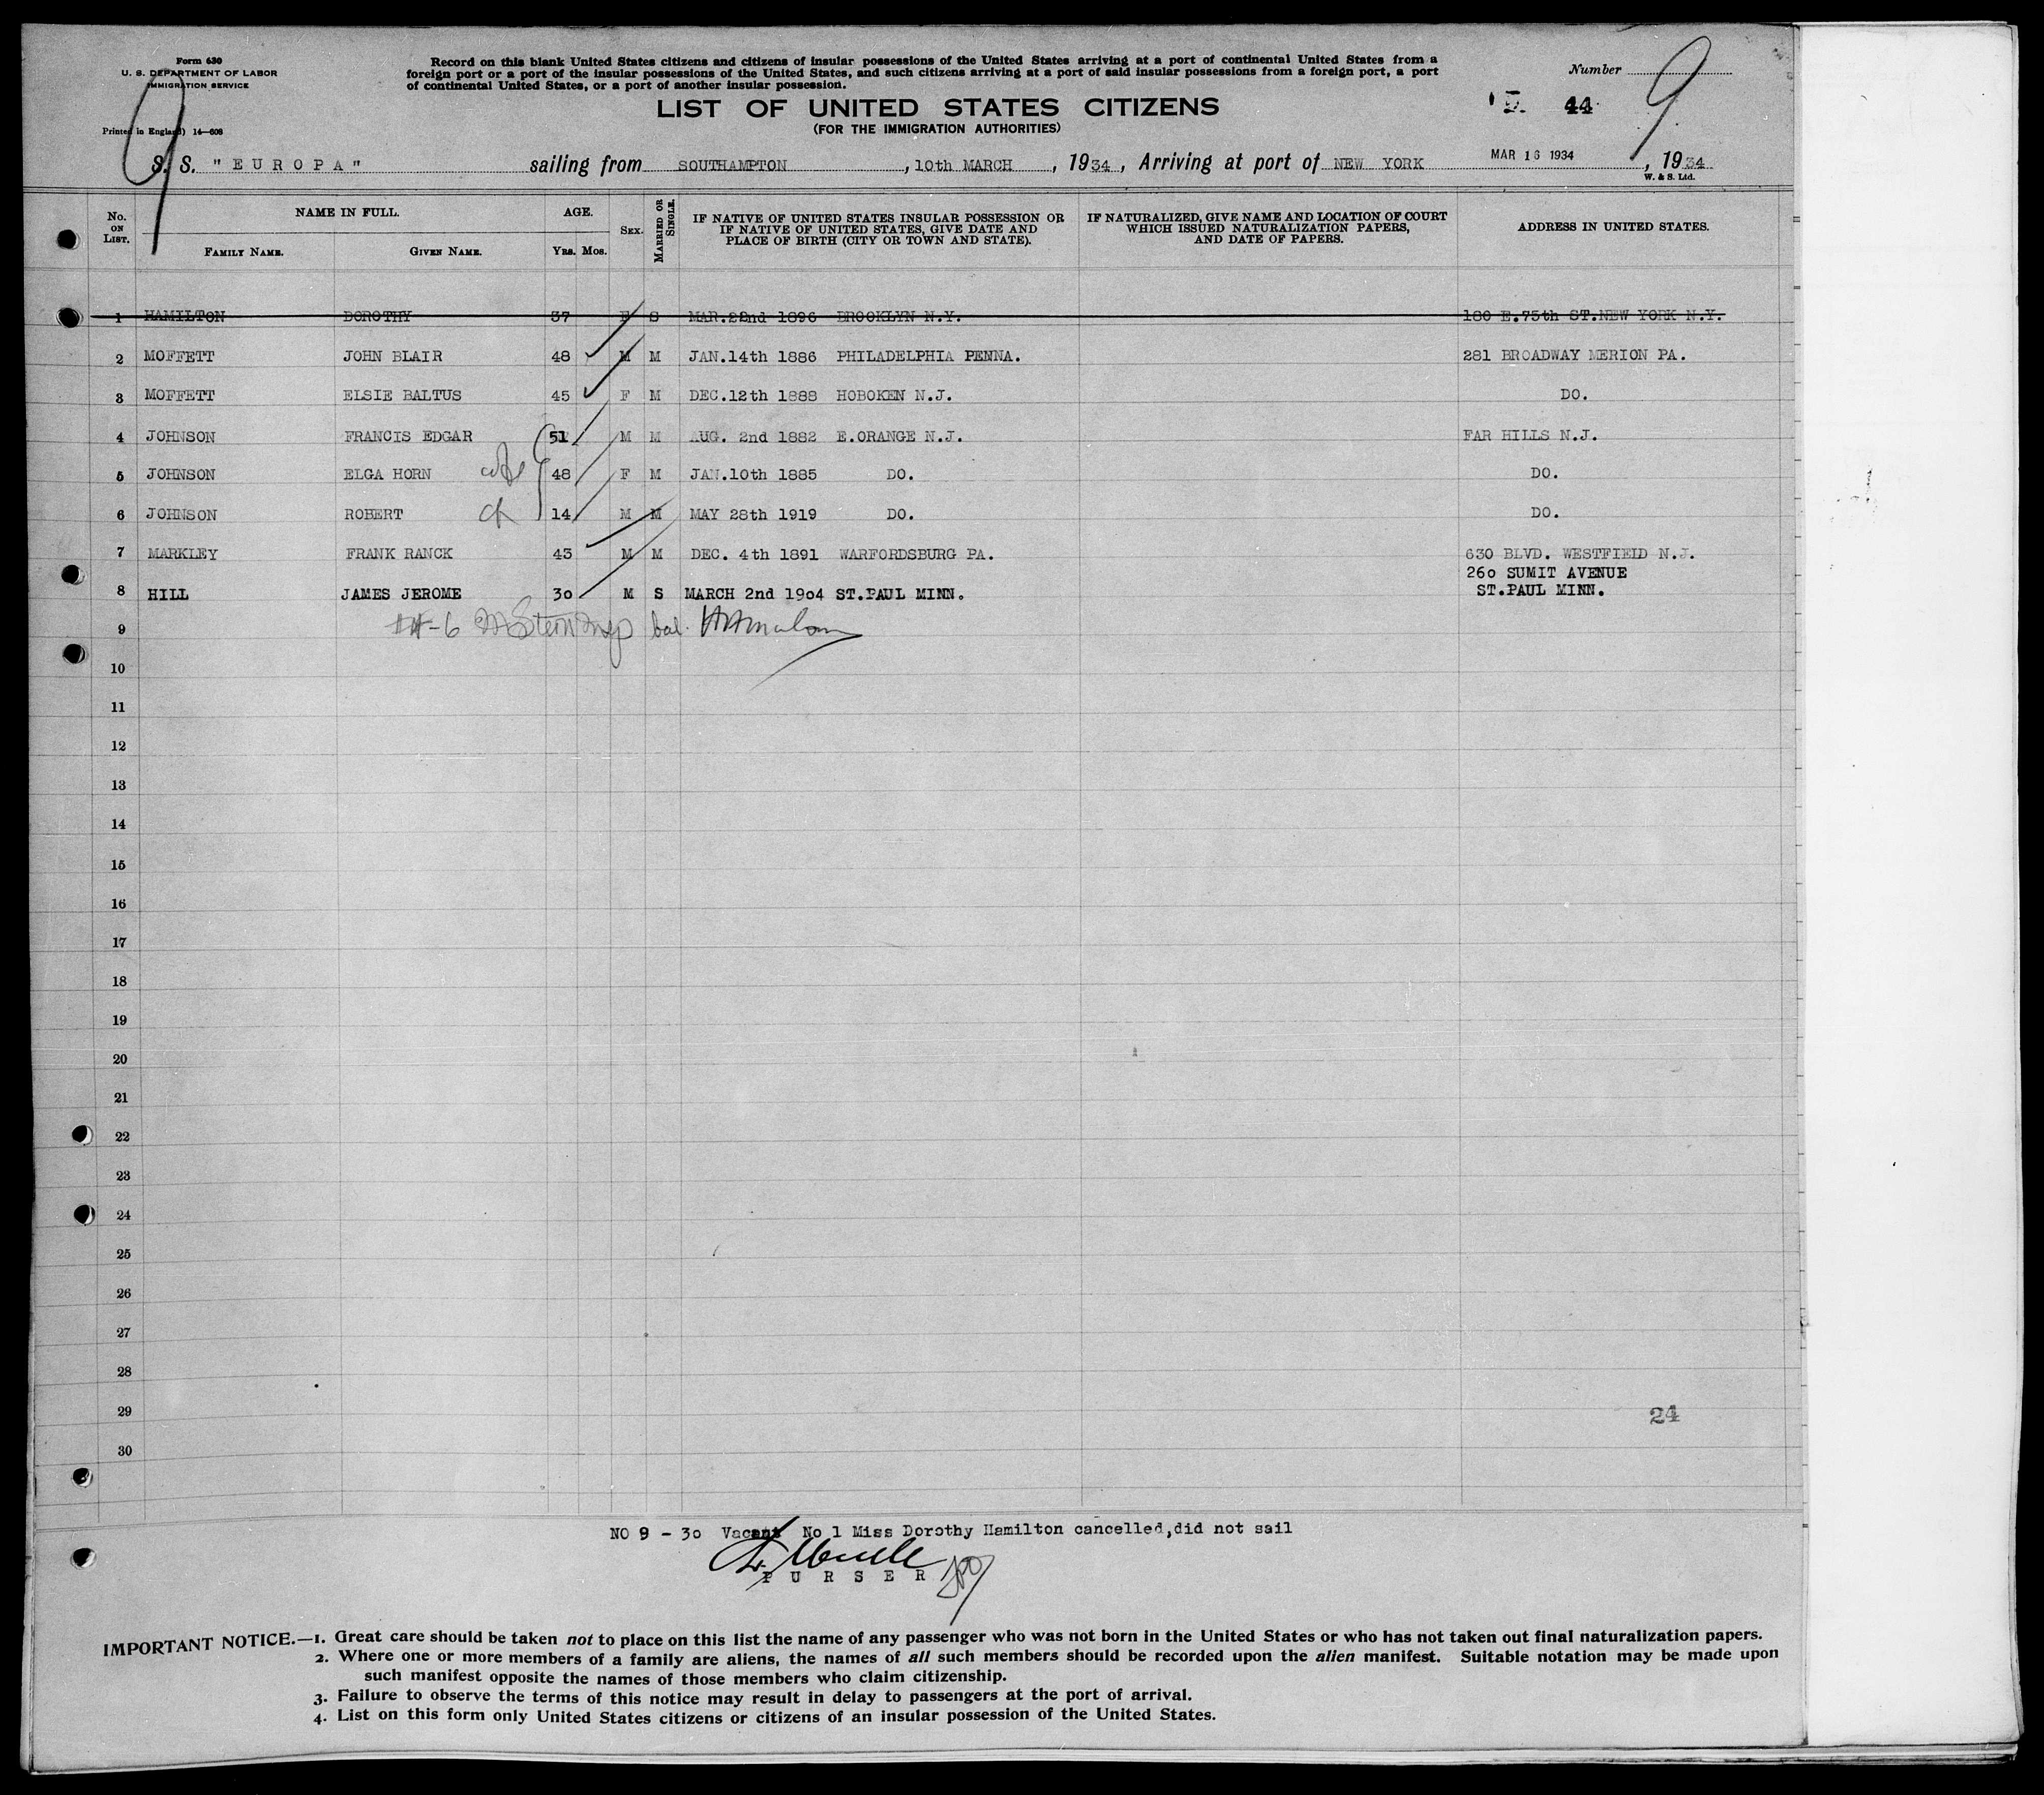 Form 630
U. S. DEPARTMENT OF LABOR
IMMIGRATION SERVICE
Printed in England) 14—608
9
Record on this blank United States citizens and citizens of insular possessions of the United States arriving at a port of continental United States from a
foreign port or a port of the insular possessions of the United States, and such citizens arriving at a port of said insular possessions from a foreign port, a port
of continental United States, or a port of another insular possession.
Number 9
LIST OF UNITED STATES CITIZENS
44
(FOR THE IMMIGRATION AUTHORITIES)
S. S. "EUROPA" sailing from SOUTHAMPTON, 10th MARCH, 1934, Arriving at port of NEW YORK MAR 16 1934, 1934
W. & S. Ltd.
No. ON LIST. NAME IN FULL. AGE. SEX. MARRIED OR SINGLE. IF NATIVE OF UNITED STATES INSULAR POSSESSION OR IF NATIVE OF UNITED STATES, GIVE DATE AND PLACE OF BIRTH (CITY OR TOWN AND STATE). IF NATURALIZED, GIVE NAME AND LOCATION OF COURT WHICH ISSUED NATURALIZATION PAPERS, AND DATE OF PAPERS. ADDRESS IN UNITED STATES.
FAMILY NAME. GIVEN NAME. YRS. MOS.
1 HAMILTON DOROTHY 37 F S MAR.22nd 1896 BROOKLYN N.Y. 180 E.75th ST.NEW YORK N.Y.
2 MOFFETT JOHN BLAIR 48 M M JAN.14th 1886 PHILADELPHIA PENNA. 281 BROADWAY MERION PA.
3 MOFFETT ELSIE BALTUS 45 F M DEC.12th 1888 HOBOKEN N.J. DO.
4 JOHNSON FRANCIS EDGAR 51 M M AUG. 2nd 1882 E.ORANGE N.J. FAR HILLS N.J.
5 JOHNSON ELGA HORN wife 48 F M JAN.10th 1885 DO. DO.
6 JOHNSON ROBERT ch 14 M M MAY 28th 1919 DO. DO.
7 MARKLEY FRANK RANCK 43 M M DEC. 4th 1891 WARFORDSBURG PA. 630 BLVD. WESTFIELD N.J.
260 SUMIT AVENUE
8 HILL JAMES JEROME 30 M S MARCH 2nd 1904 ST.PAUL MINN. ST.PAUL MINN.
9
10
11
12
13
14
15
16
17
18
19
20
21
22
23
24
25
26
27
28
29 24
30
NO 9 - 30 Vacant No 1 Miss Dorothy Hamilton cancelled,did not sail
PURSER
IMPORTANT NOTICE.—1. Great care should be taken not to place on this list the name of any passenger who was not born in the United States or who has not taken out final naturalization papers.
2. Where one or more members of a family are aliens, the names of all such members should be recorded upon the alien manifest. Suitable notation may be made upon
such manifest opposite the names of those members who claim citizenship.
3. Failure to observe the terms of this notice may result in delay to passengers at the port of arrival.
4. List on this form only United States citizens or citizens of an insular possession of the United States.